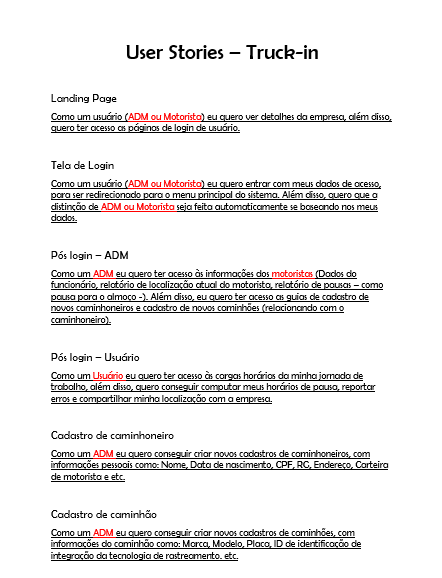 User Stories – Truck-in
Landing Page
Como um usuário (ADM ou Motorista) eu quero ver detalhes da empresa, além disso,
quero ter acesso as páginas de login de usuário.
Tela de Login
Como um usuário (ADM ou Motorista) eu quero entrar com meus dados de acesso,
para ser redirecionado para o menu principal do sistema. Além disso, quero que a
distinção de ADM ou Motorista seja feita automaticamente se baseando nos meus
dados.
Pós login – ADM
Como um ADM eu quero ter acesso às informações dos motoristas (Dados do
funcionário, relatório de localização atual do motorista, relatório de pausas – como
pausa para o almoço -). Além disso, eu quero ter acesso as guias de cadastro de
novos caminhoneiros e cadastro de novos caminhões (relacionando com o
caminhoneiro).
Pós login – Usuário
Como um Usuário eu quero ter acesso às cargas horários da minha jornada de
trabalho, além disso, quero conseguir computar meus horários de pausa, reportar
erros e compartilhar minha localização com a empresa.
Cadastro de caminhoneiro
Como um ADM eu quero conseguir criar novos cadastros de caminhoneiros, com
informações pessoais como: Nome, Data de nascimento, CPF, RG, Endereço, Carteira
de motorista e etc.
Cadastro de caminhão
Como um ADM eu quero conseguir criar novos cadastros de caminhões, com
informações do caminhão como: Marca, Modelo, Placa, ID de identificação de
integração da tecnologia de rastreamento. etc.